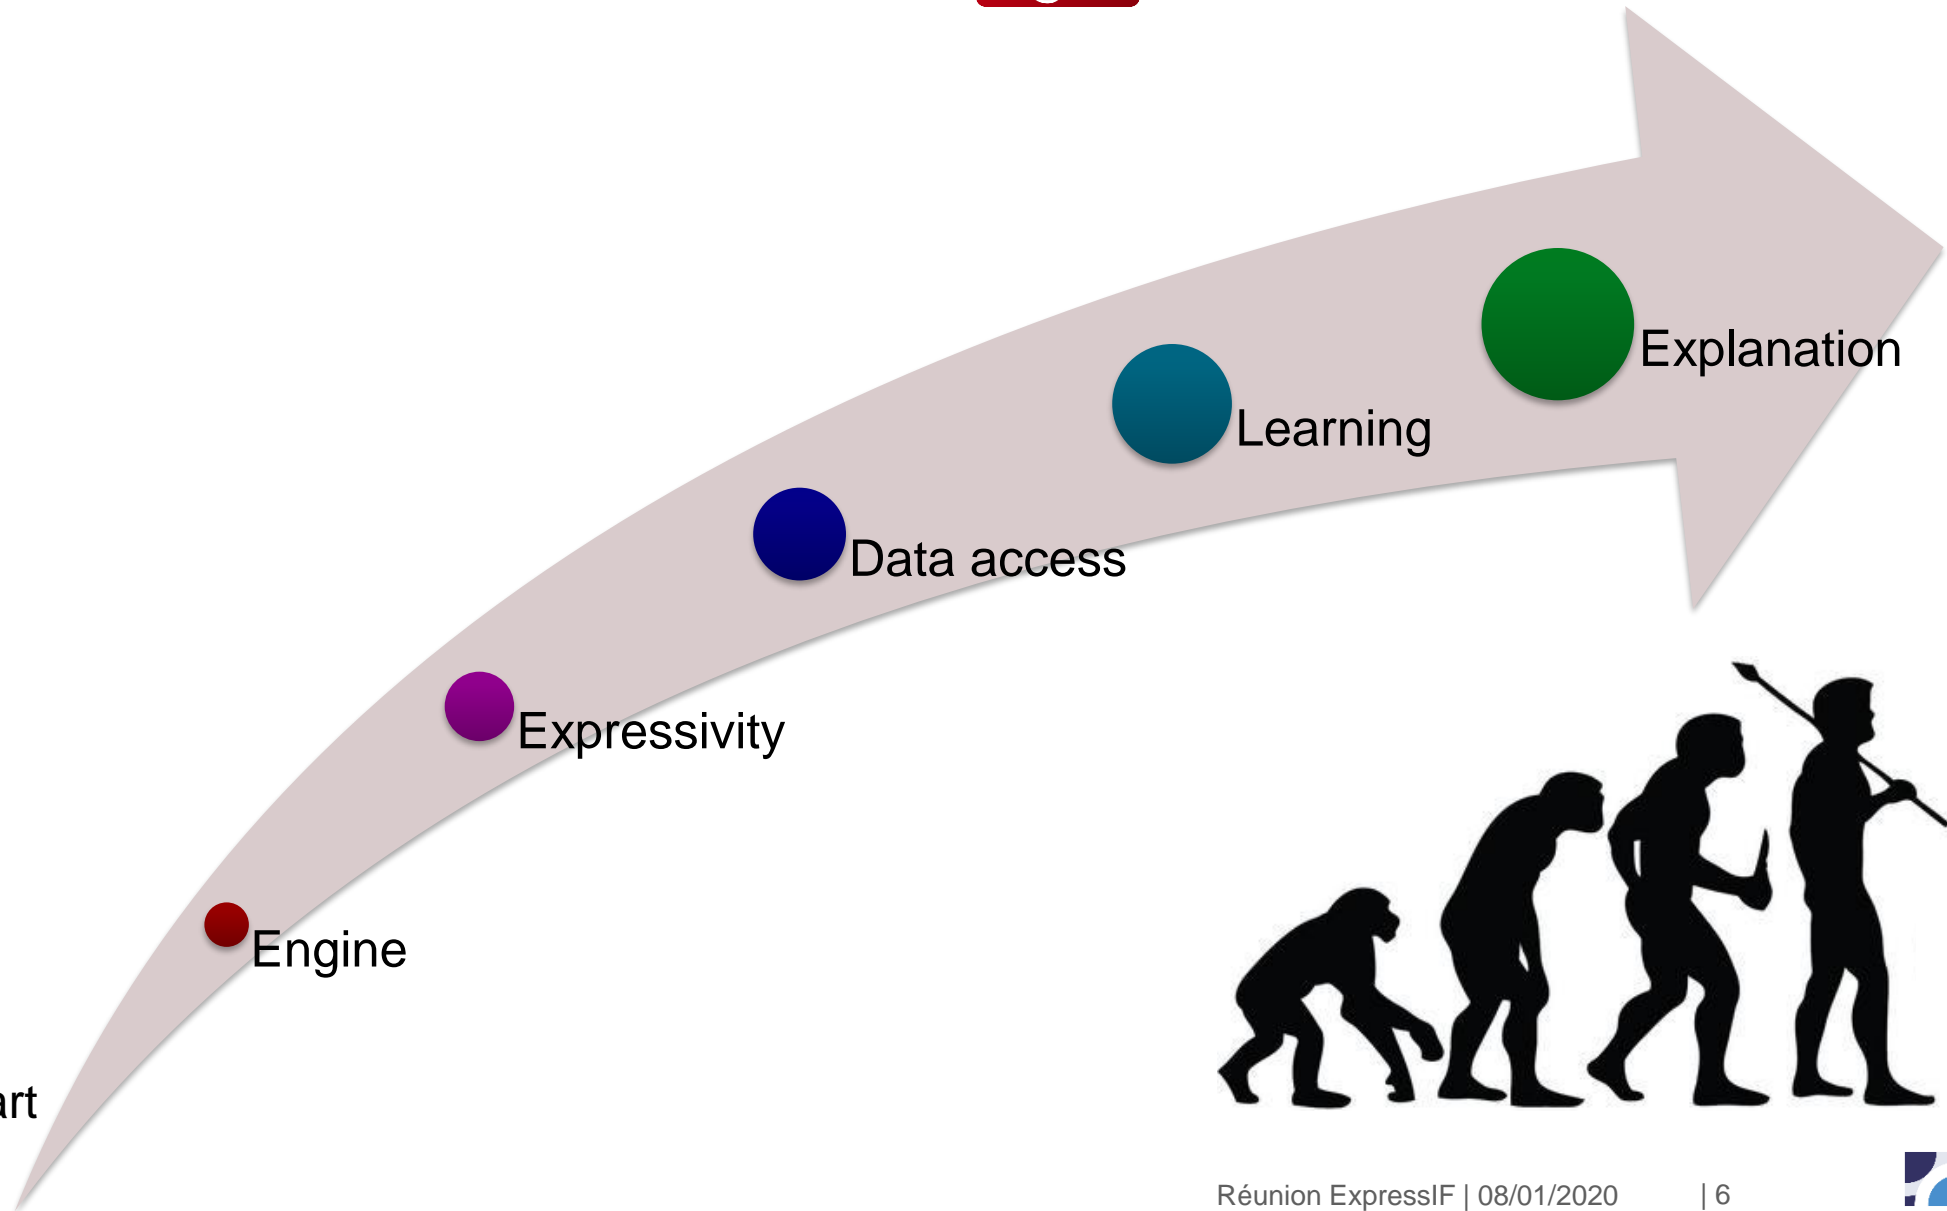 Explanation
Learning
Data access
Expressivity
Engine
Réunion ExpressIF | 08/01/2020 | 6